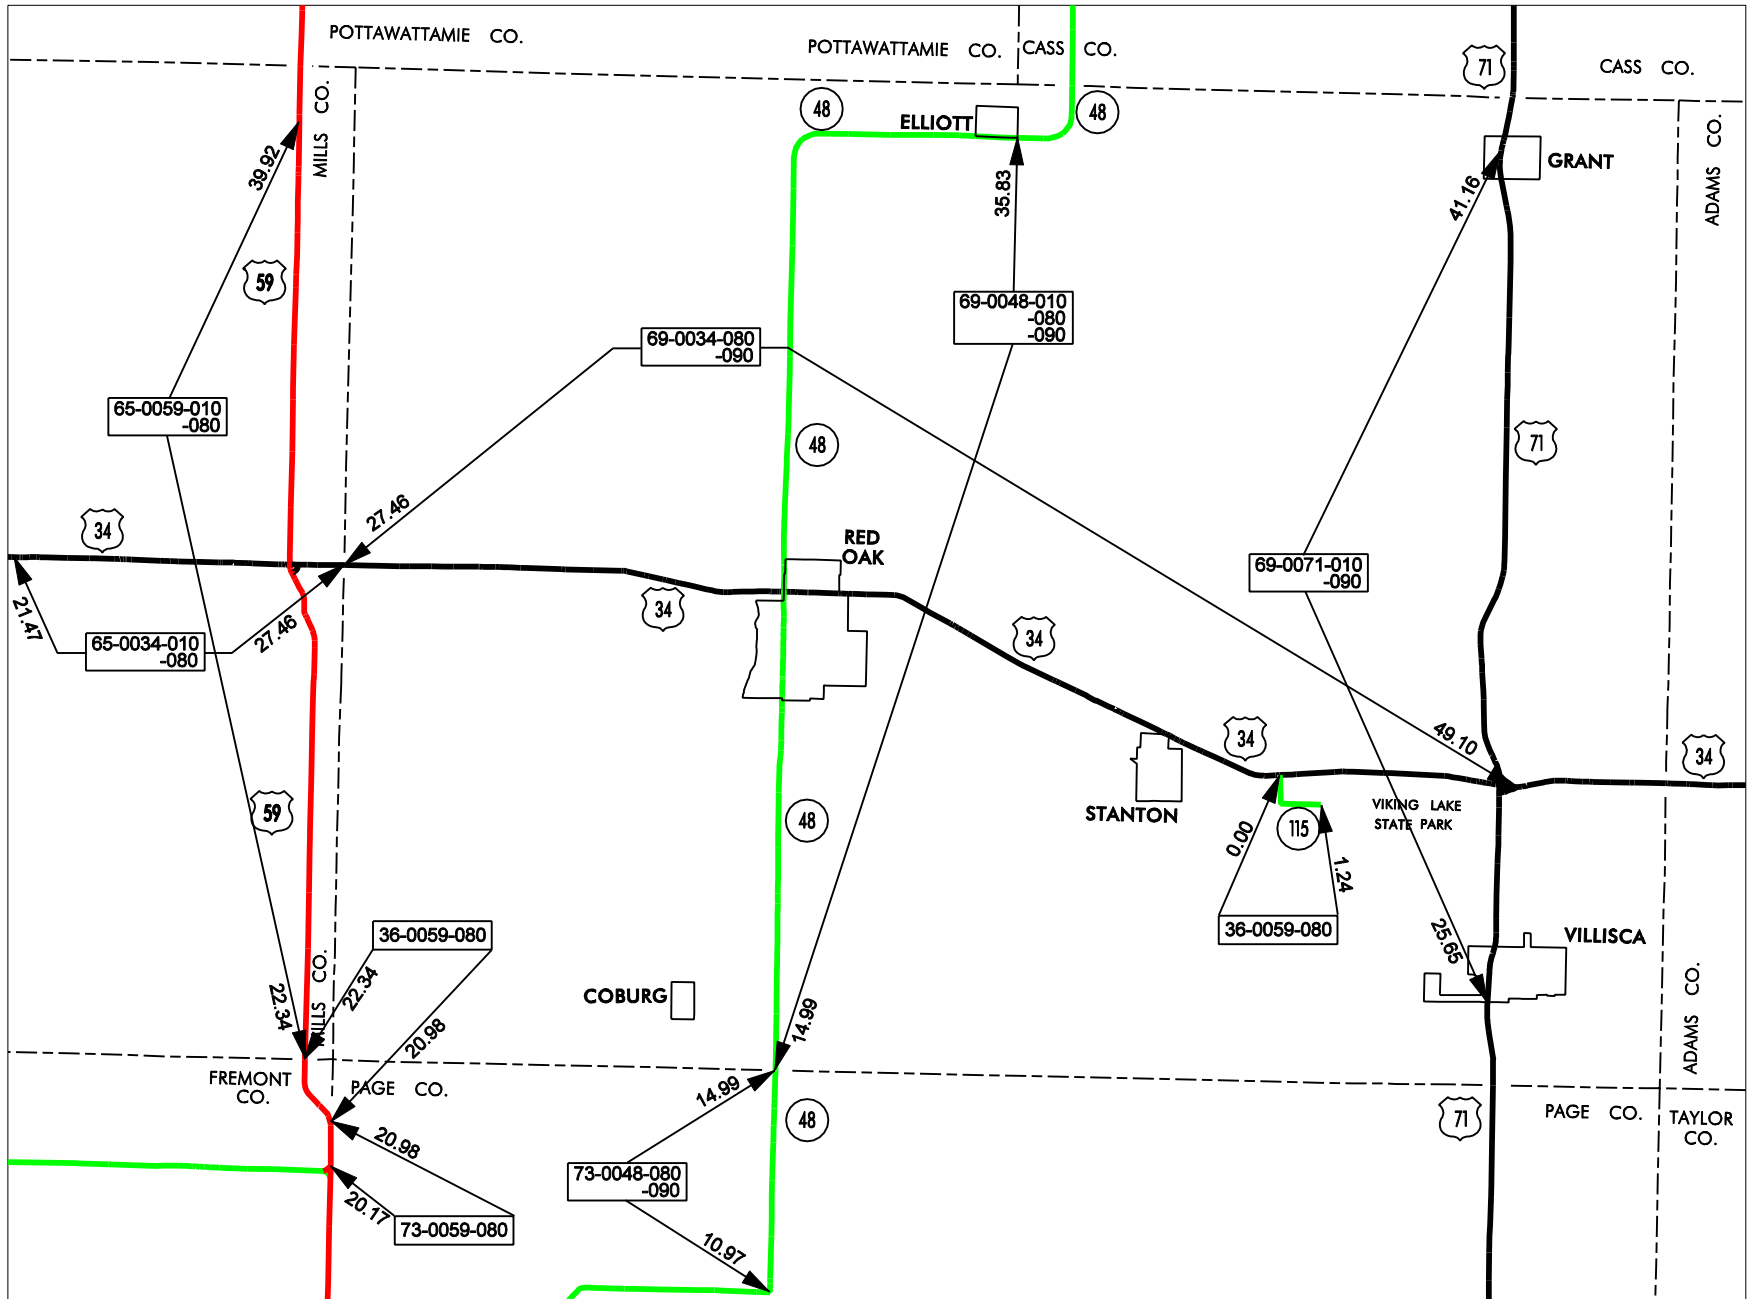 POTTAWATTAMIE CO.
POTTAWATTAMIE CO.
CASS CO.
CASS CO.
71
MILLS CO.
48
ELLIOTT
48
ADAMS CO.
GRANT
39.92
35.83
41.16
59
69-0048-010
-080
-090
69-0034-080
-090
65-0059-010
-080
48
71
27.46
34
RED
OAK
69-0071-010
-090
21.47
65-0034-010
-080
27.46
34
34
34
49.10
34
STANTON
59
48
VIKING LAKE
STATE PARK
0.00
115
1.24
36-0059-080
36-0059-080
25.65
VILLISCA
22.34
MILLS CO.
22.34
COBURG
20.98
14.99
ADAMS CO.
FREMONT
CO.
PAGE CO.
14.99
48
71
PAGE CO.
TAYLOR
CO.
20.98
73-0048-080
-090
20.17
73-0059-080
10.97